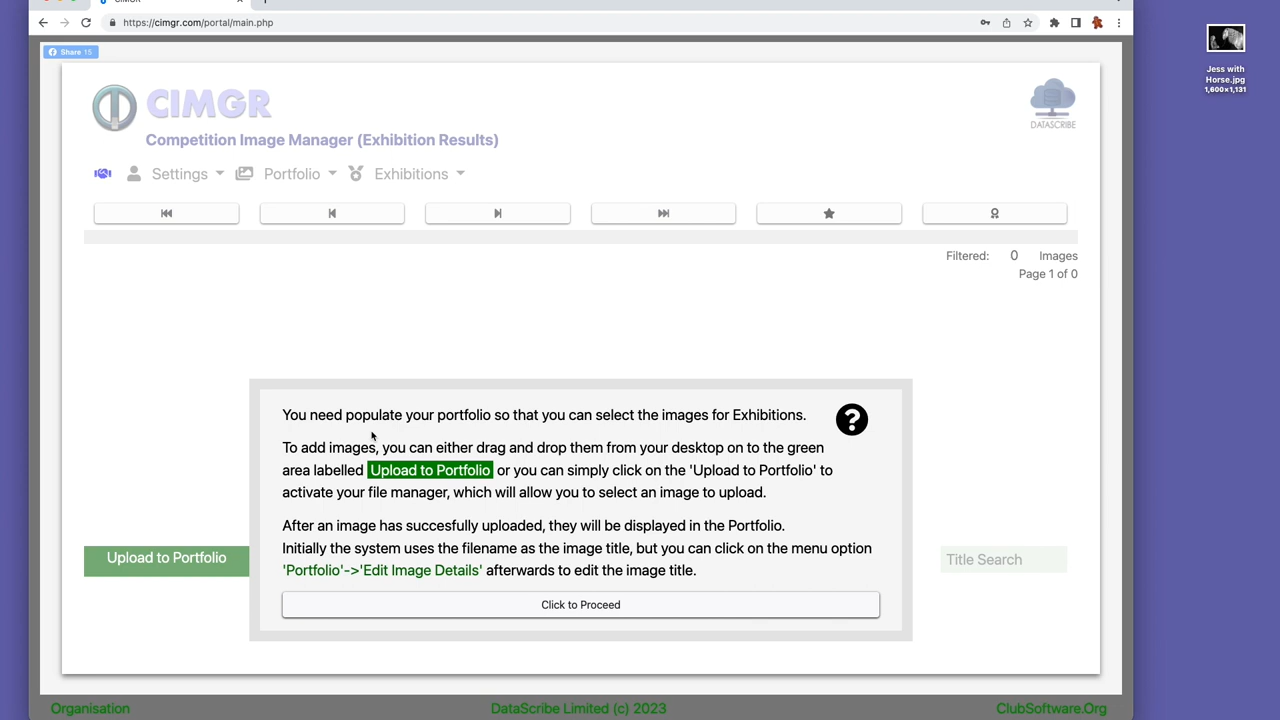 CIMGR
https://cimgr.com/portal/main.php
Share 15
Jess with
Horse.jpg
1,600×1,131
CIMGR
DATASCRIBE
Competition Image Manager (Exhibition Results)
Settings Portfolio Exhibitions
Filtered: 0 Images
Page 1 of 0
You need populate your portfolio so that you can select the images for Exhibitions.
To add images, you can either drag and drop them from your desktop on to the green
area labelled Upload to Portfolio or you can simply click on the 'Upload to Portfolio' to
activate your file manager, which will allow you to select an image to upload.
After an image has succesfully uploaded, they will be displayed in the Portfolio.
Initially the system uses the filename as the image title, but you can click on the menu option
'Portfolio'->'Edit Image Details' afterwards to edit the image title.
Click to Proceed
Upload to Portfolio
Title Search
Organisation
DataScribe Limited (c) 2023
ClubSoftware.Org